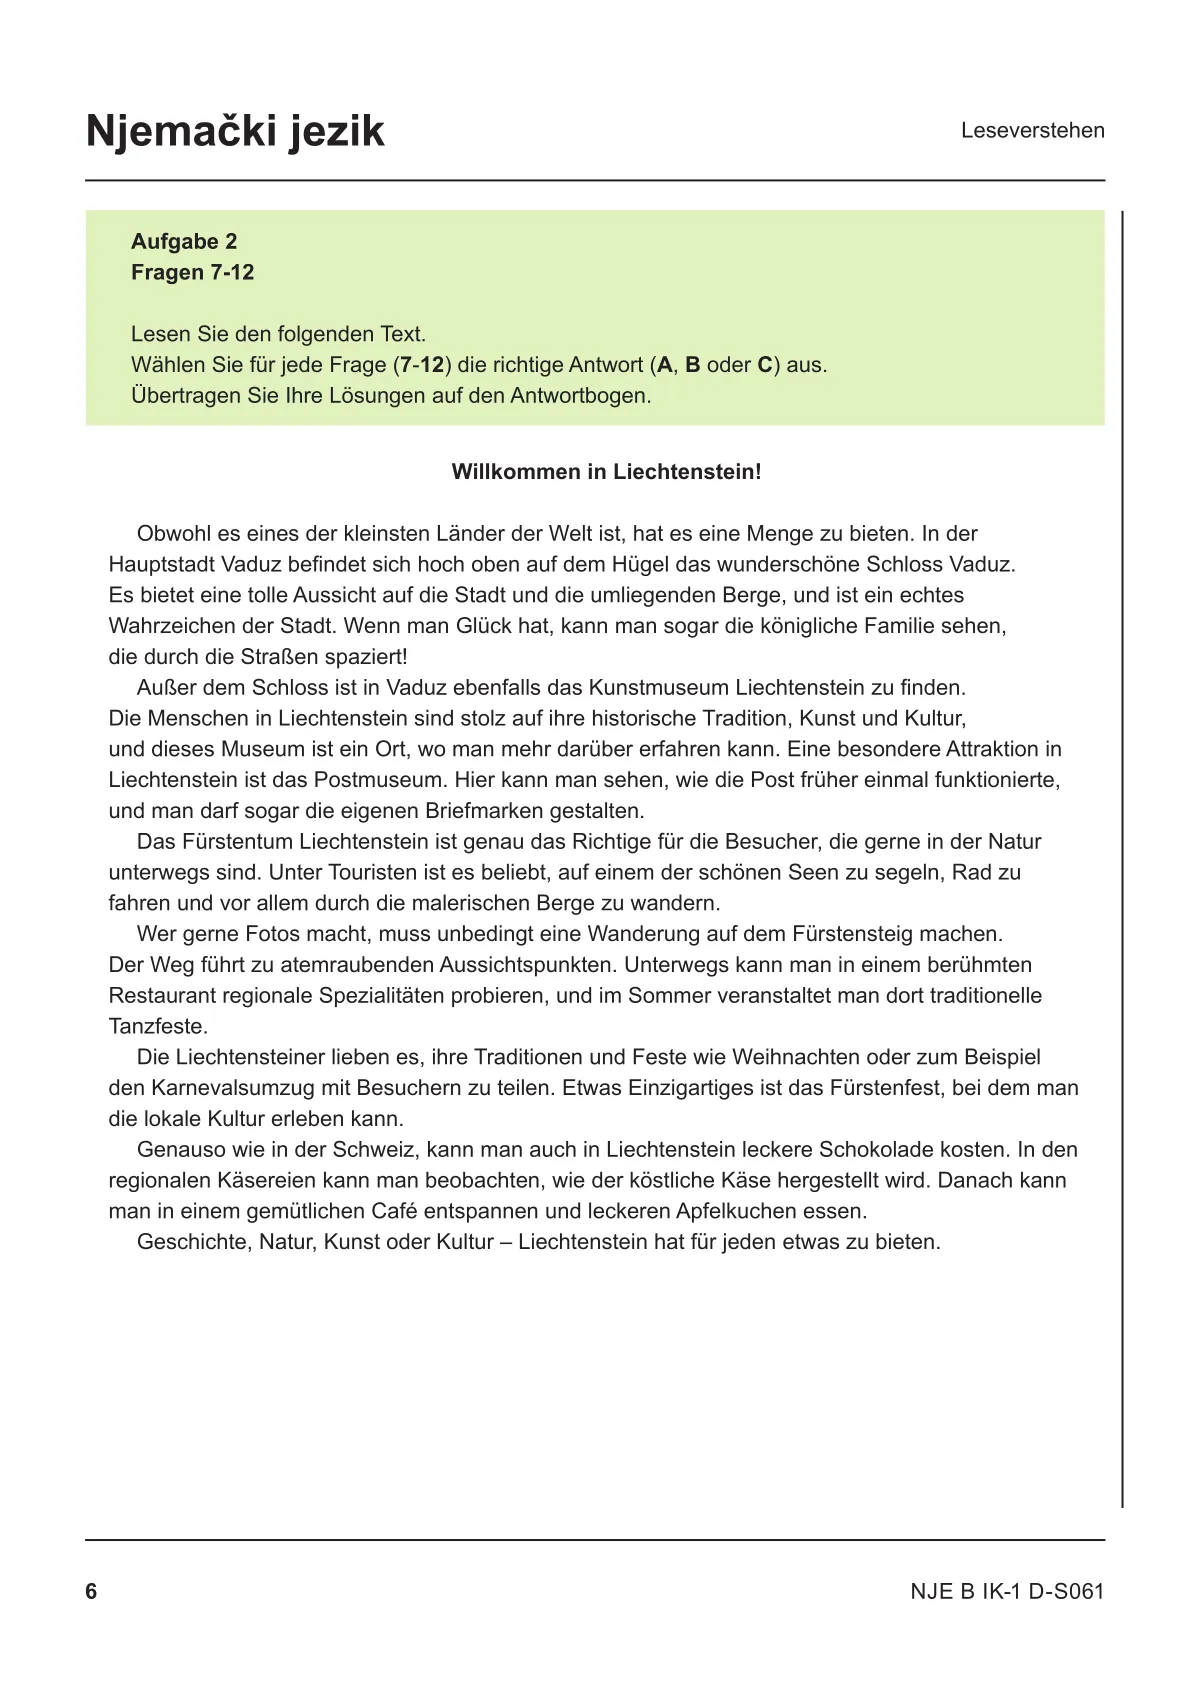 Njemački jezik
Leseverstehen
Aufgabe 2
Fragen 7-12
Lesen Sie den folgenden Text.
Wählen Sie für jede Frage (7-12) die richtige Antwort (A, B oder C) aus.
Übertragen Sie Ihre Lösungen auf den Antwortbogen.
Willkommen in Liechtenstein!
Obwohl es eines der kleinsten Länder der Welt ist, hat es eine Menge zu bieten. In der
Hauptstadt Vaduz befindet sich hoch oben auf dem Hügel das wunderschöne Schloss Vaduz.
Es bietet eine tolle Aussicht auf die Stadt und die umliegenden Berge, und ist ein echtes
Wahrzeichen der Stadt. Wenn man Glück hat, kann man sogar die königliche Familie sehen,
die durch die Straßen spaziert!
Außer dem Schloss ist in Vaduz ebenfalls das Kunstmuseum Liechtenstein zu finden.
Die Menschen in Liechtenstein sind stolz auf ihre historische Tradition, Kunst und Kultur,
und dieses Museum ist ein Ort, wo man mehr darüber erfahren kann. Eine besondere Attraktion in
Liechtenstein ist das Postmuseum. Hier kann man sehen, wie die Post früher einmal funktionierte,
und man darf sogar die eigenen Briefmarken gestalten.
Das Fürstentum Liechtenstein ist genau das Richtige für die Besucher, die gerne in der Natur
unterwegs sind. Unter Touristen ist es beliebt, auf einem der schönen Seen zu segeln, Rad zu
fahren und vor allem durch die malerischen Berge zu wandern.
Wer gerne Fotos macht, muss unbedingt eine Wanderung auf dem Fürstensteig machen.
Der Weg führt zu atemraubenden Aussichtspunkten. Unterwegs kann man in einem berühmten
Restaurant regionale Spezialitäten probieren, und im Sommer veranstaltet man dort traditionelle
Tanzfeste.
Die Liechtensteiner lieben es, ihre Traditionen und Feste wie Weihnachten oder zum Beispiel
den Karnevalsumzug mit Besuchern zu teilen. Etwas Einzigartiges ist das Fürstenfest, bei dem man
die lokale Kultur erleben kann.
Genauso wie in der Schweiz, kann man auch in Liechtenstein leckere Schokolade kosten. In den
regionalen Käsereien kann man beobachten, wie der köstliche Käse hergestellt wird. Danach kann
man in einem gemütlichen Café entspannen und leckeren Apfelkuchen essen.
Geschichte, Natur, Kunst oder Kultur – Liechtenstein hat für jeden etwas zu bieten.
6
NJE B IK-1 D-S061